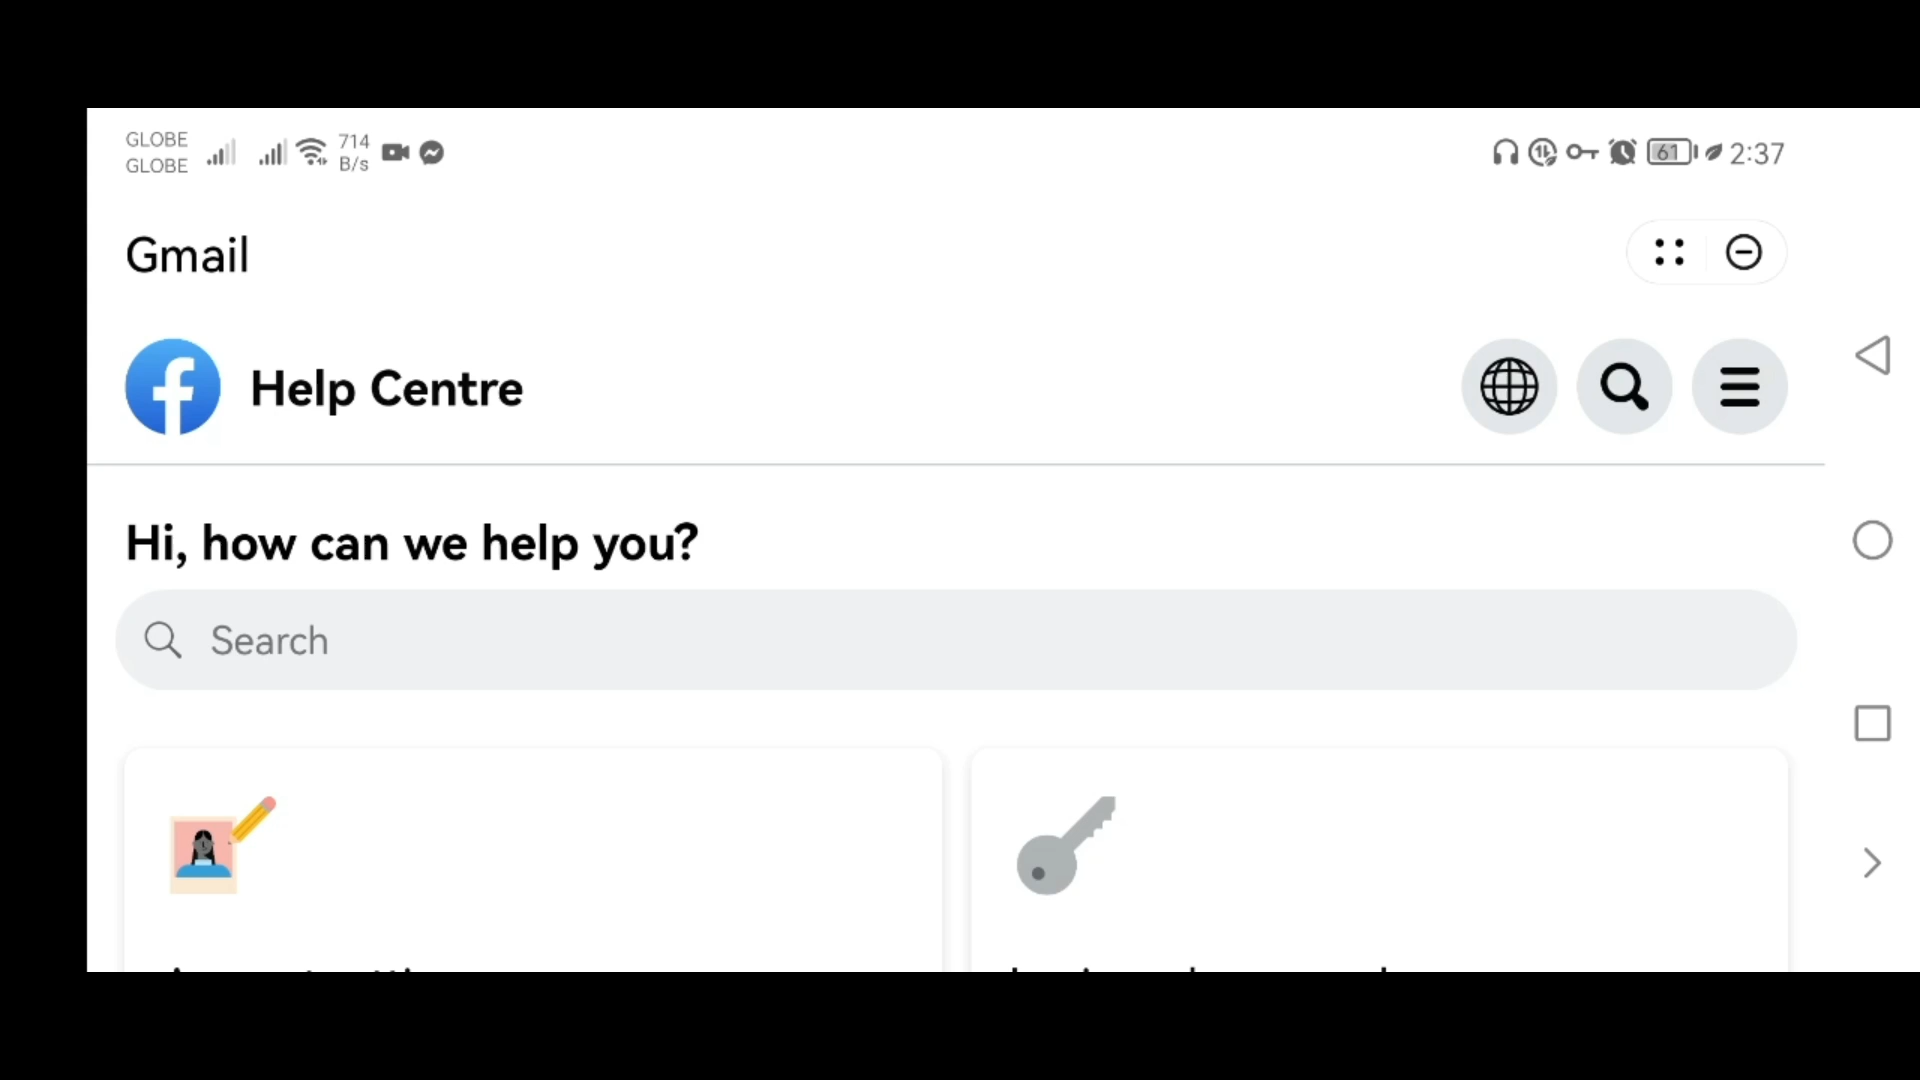 GLOBE
GLOBE
714
B/s
61
2:37
Gmail
Help Centre
Hi, how can we help you?
Search